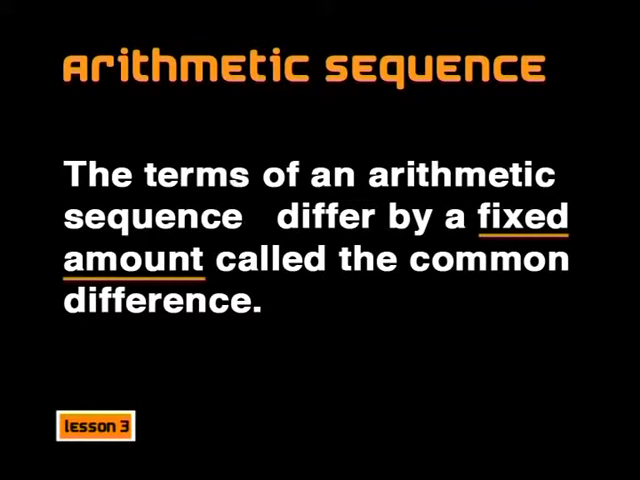 arithmetic sequence
The terms of an arithmetic
sequence differ by a fixed
amount called the common
difference.
lesson 3